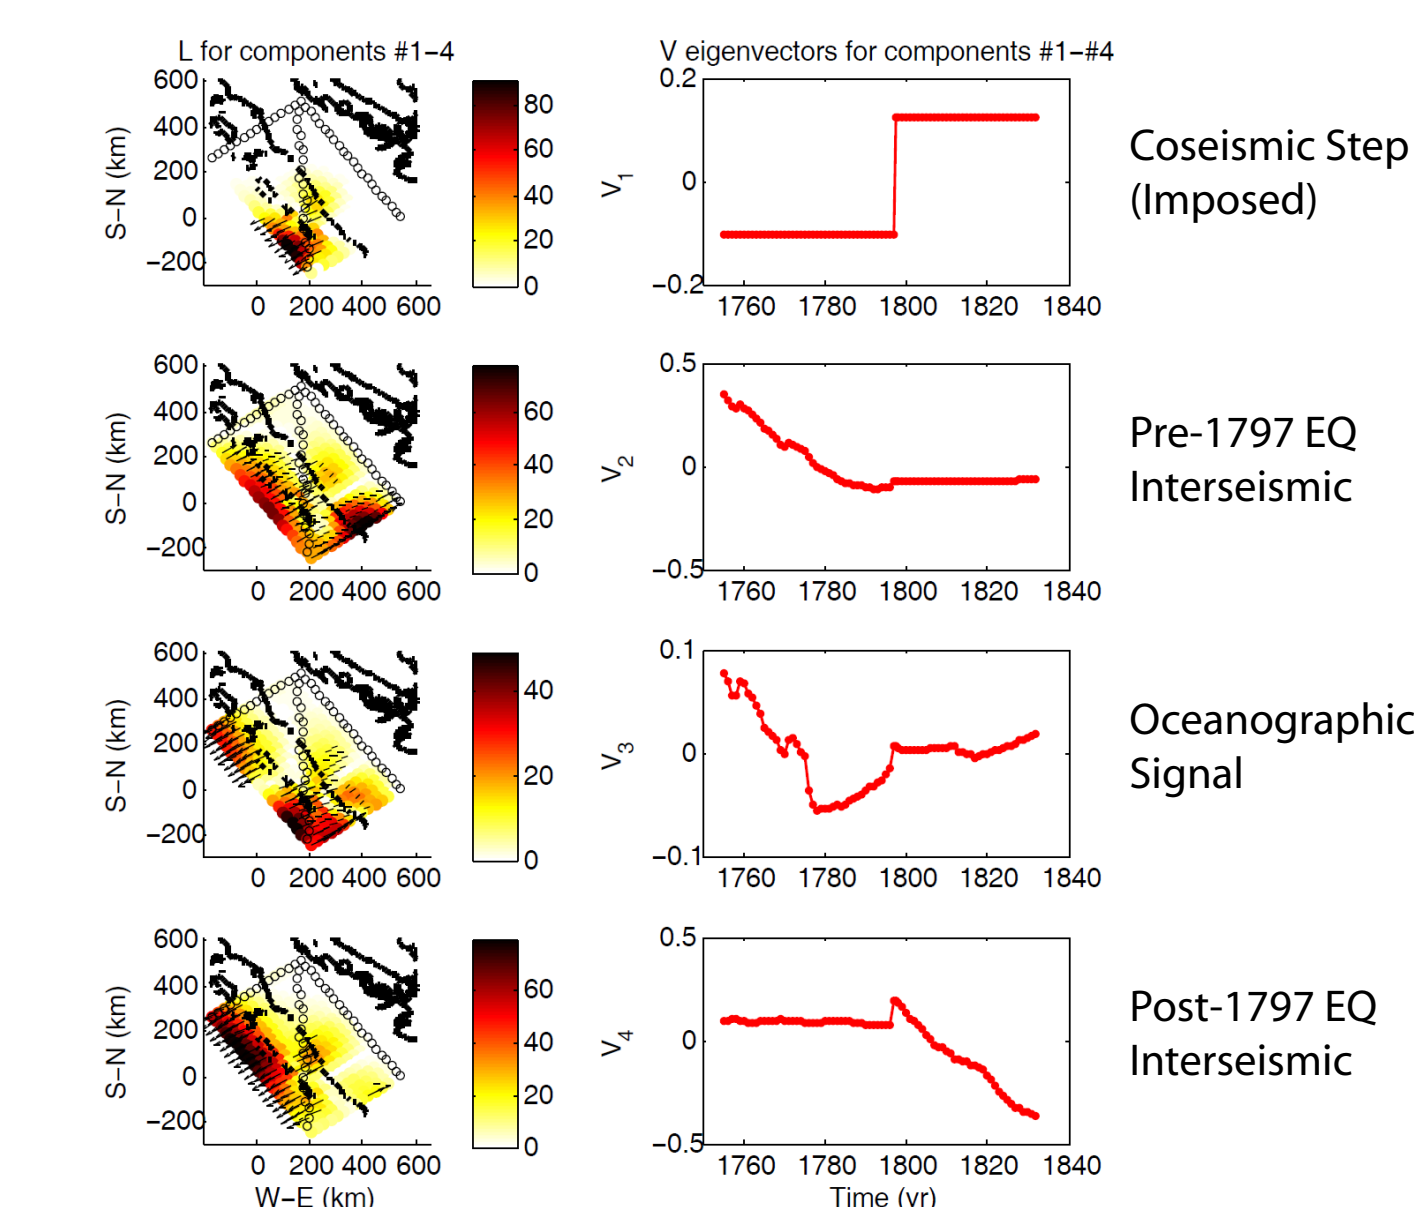 L for components #1−4
V eigenvectors for components #1−#4
600
400
200
0
−200
S−N (km)
0 200 400 600
80
60
40
20
0
0.2
0
−0.2
V1
1760 1780 1800 1820 1840
Coseismic Step
(Imposed)
600
400
200
0
−200
S−N (km)
0 200 400 600
60
40
20
0
0.5
0
−0.5
V2
1760 1780 1800 1820 1840
Pre-1797 EQ
Interseismic
600
400
200
0
−200
S−N (km)
0 200 400 600
40
20
0
0.1
0
−0.1
V3
1760 1780 1800 1820 1840
Oceanographic
Signal
600
400
200
0
−200
S−N (km)
0 200 400 600
W−E (km)
60
40
20
0
0.5
0
−0.5
V4
1760 1780 1800 1820 1840
Time (yr)
Post-1797 EQ
Interseismic